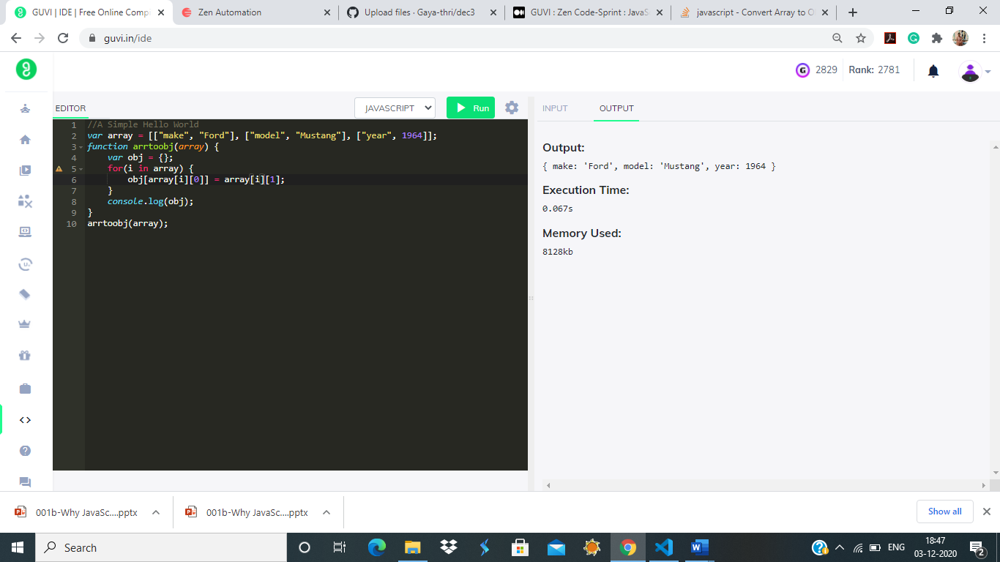 GUVI | IDE | Free Online Comp
Zen Automation
Upload files · Gaya-thri/dec3
GUVI : Zen Code-Sprint : JavaS
javascript - Convert Array to O
guvi.in/ide
2829
Rank: 2781
EDITOR
JAVASCRIPT
Run
INPUT
OUTPUT
1 //A Simple Hello World
2 var array = [["make", "Ford"], ["model", "Mustang"], ["year", 1964]];
3 function arrtoobj(array) {
4 var obj = {};
5 for(i in array) {
6 obj[array[i][0]] = array[i][1];
7 }
8 console.log(obj);
9 }
10 arrtoobj(array);
Output:
{ make: 'Ford', model: 'Mustang', year: 1964 }
Execution Time:
0.067s
Memory Used:
8128kb
001b-Why JavaSc....pptx
001b-Why JavaSc....pptx
Show all
Search
ENG
18:47
03-12-2020
2